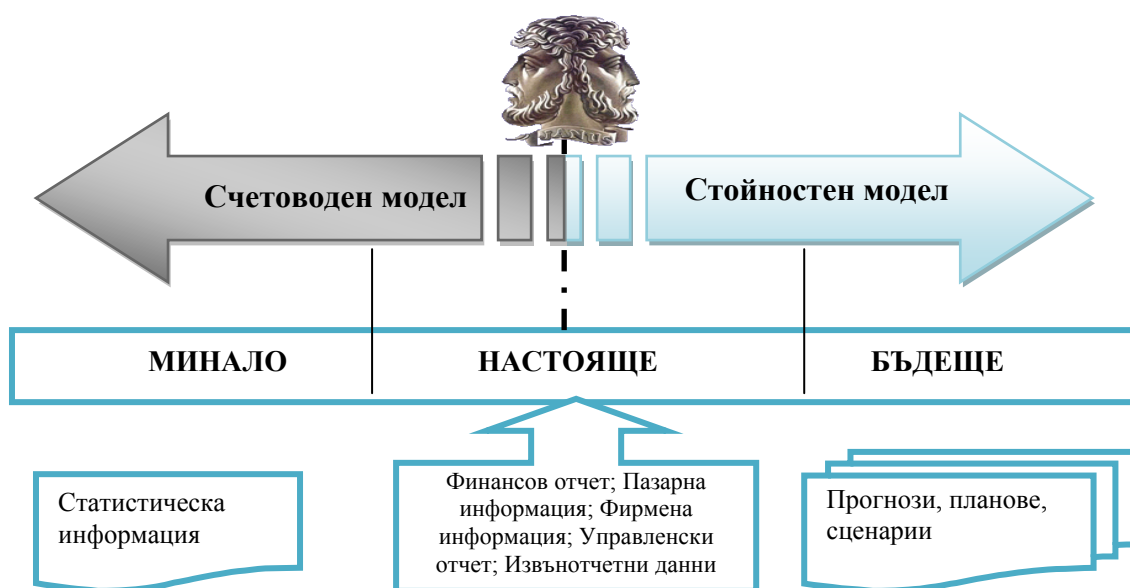 JANUS
Счетоводен модел
Стойностен модел
МИНАЛО
НАСТОЯЩЕ
БЪДЕЩЕ
Статистическа
информация
Финансов отчет; Пазарна
информация; Фирмена
информация; Управленски
отчет; Извънотчетни данни
Прогнози, планове,
сценарии